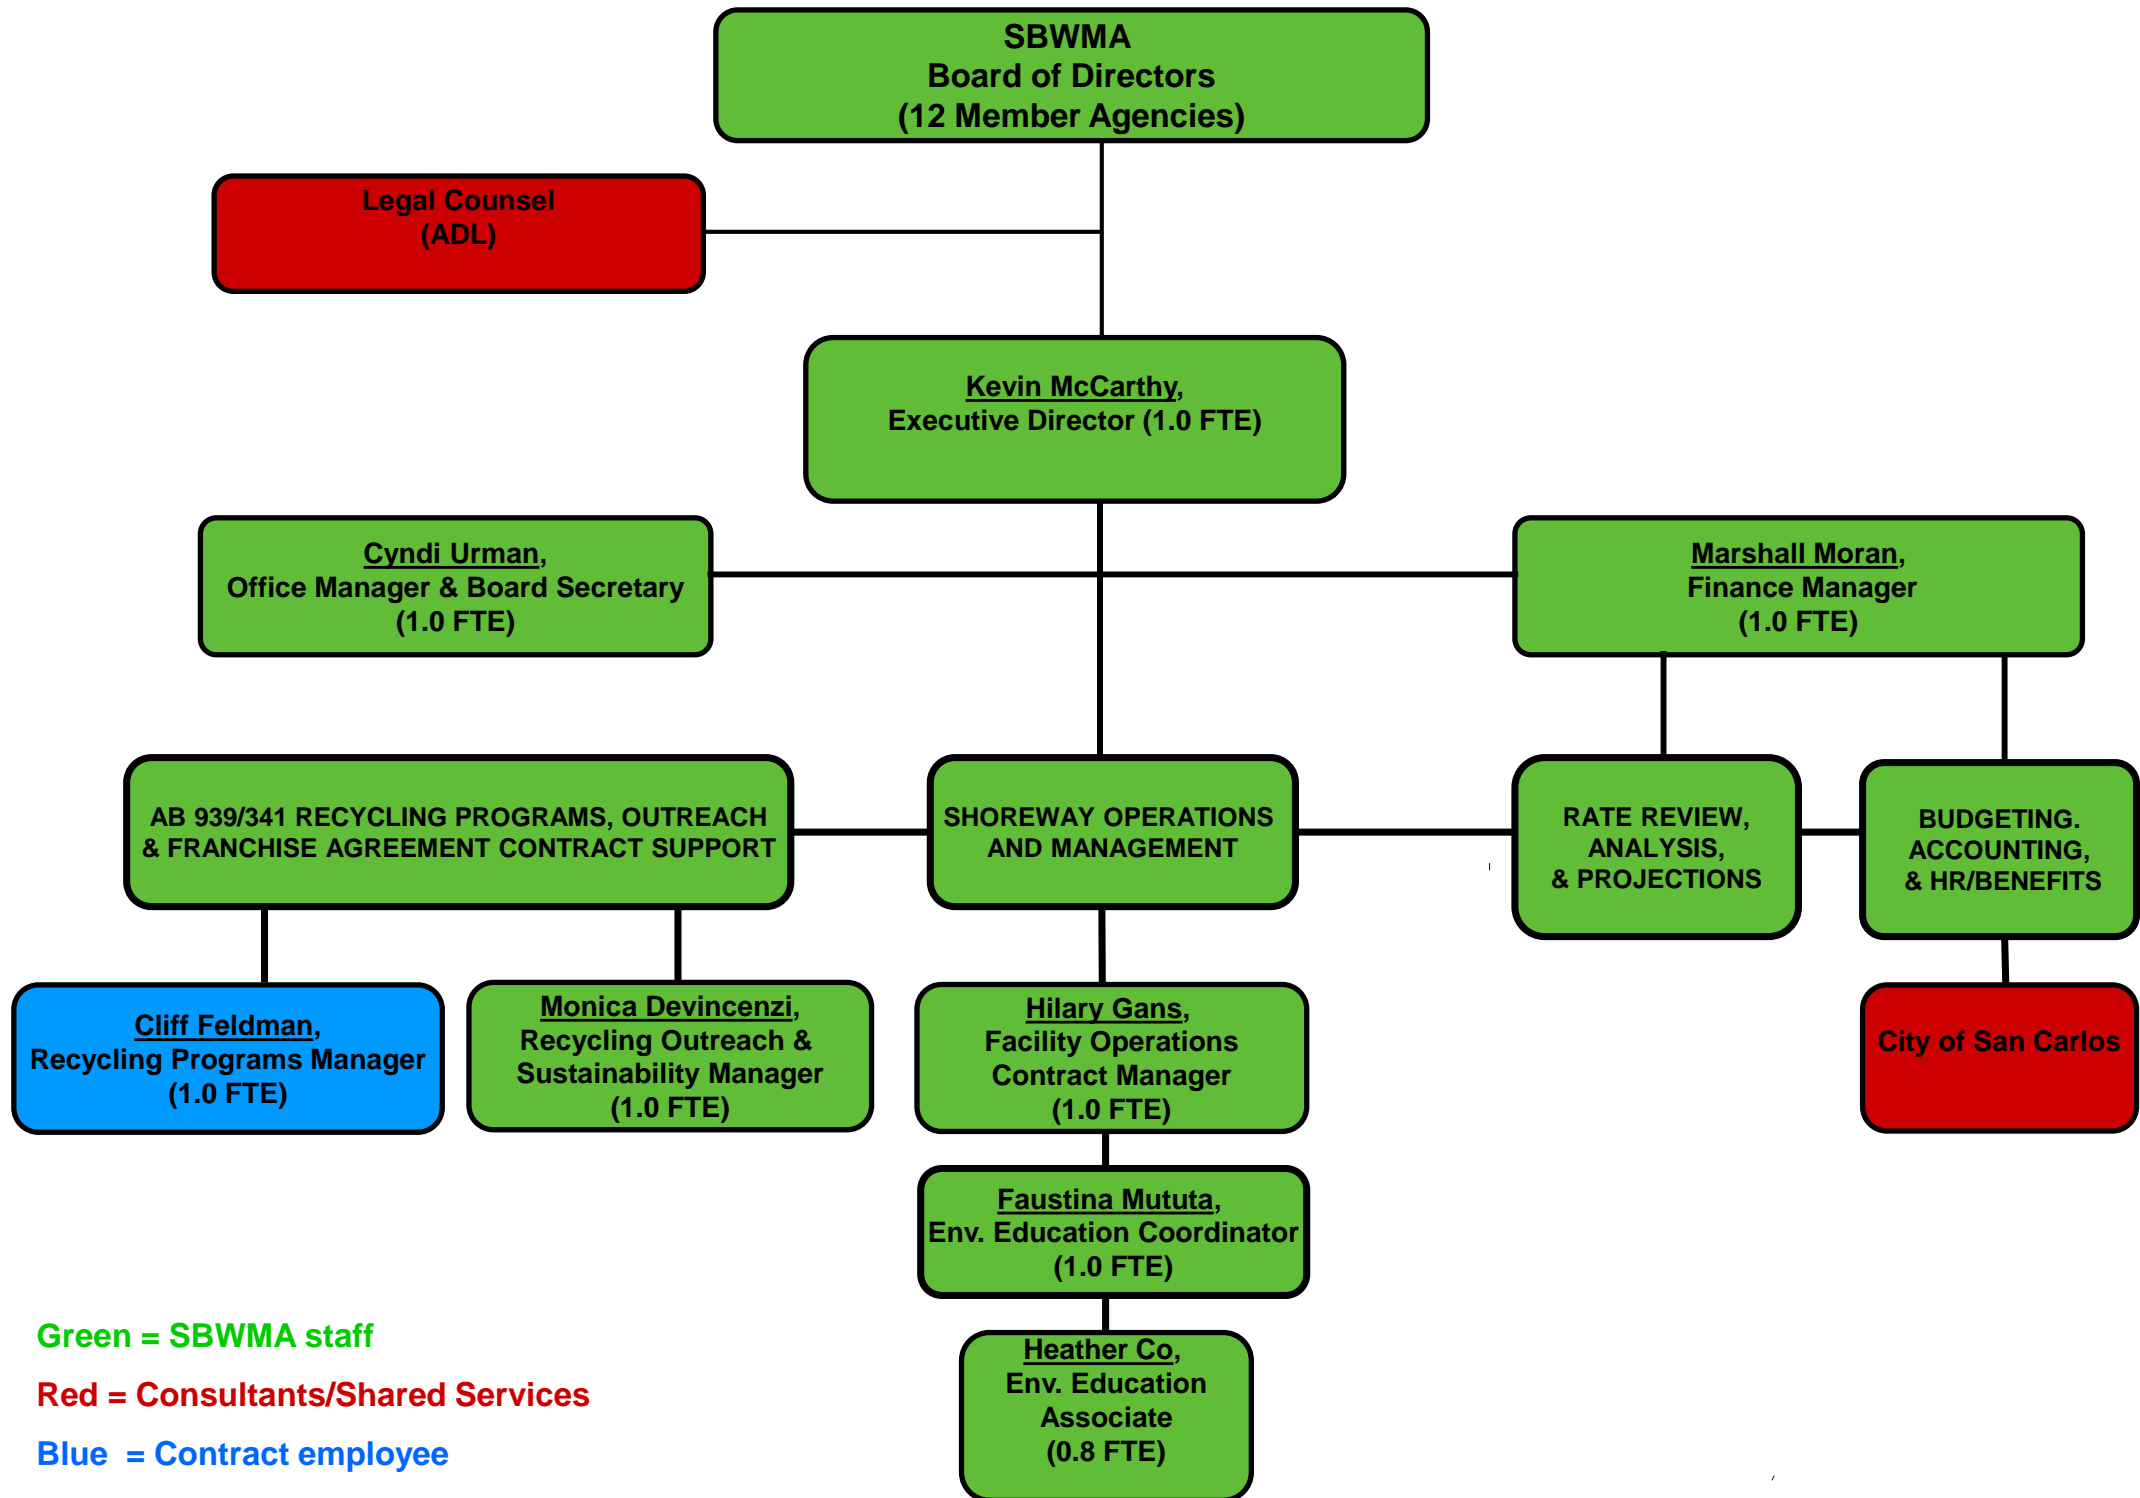 SBWMA
Board of Directors
(12 Member Agencies)
Legal Counsel
(ADL)
Kevin McCarthy,
Executive Director (1.0 FTE)
Cyndi Urman,
Office Manager & Board Secretary
(1.0 FTE)
Marshall Moran,
Finance Manager
(1.0 FTE)
AB 939/341 RECYCLING PROGRAMS, OUTREACH
& FRANCHISE AGREEMENT CONTRACT SUPPORT
SHOREWAY OPERATIONS
AND MANAGEMENT
RATE REVIEW,
ANALYSIS,
& PROJECTIONS
BUDGETING.
ACCOUNTING,
& HR/BENEFITS
Cliff Feldman,
Recycling Programs Manager
(1.0 FTE)
Monica Devincenzi,
Recycling Outreach &
Sustainability Manager
(1.0 FTE)
Hilary Gans,
Facility Operations
Contract Manager
(1.0 FTE)
City of San Carlos
Faustina Mututa,
Env. Education Coordinator
(1.0 FTE)
Heather Co,
Env. Education
Associate
(0.8 FTE)
Green = SBWMA staff
Red = Consultants/Shared Services
Blue  = Contract employee